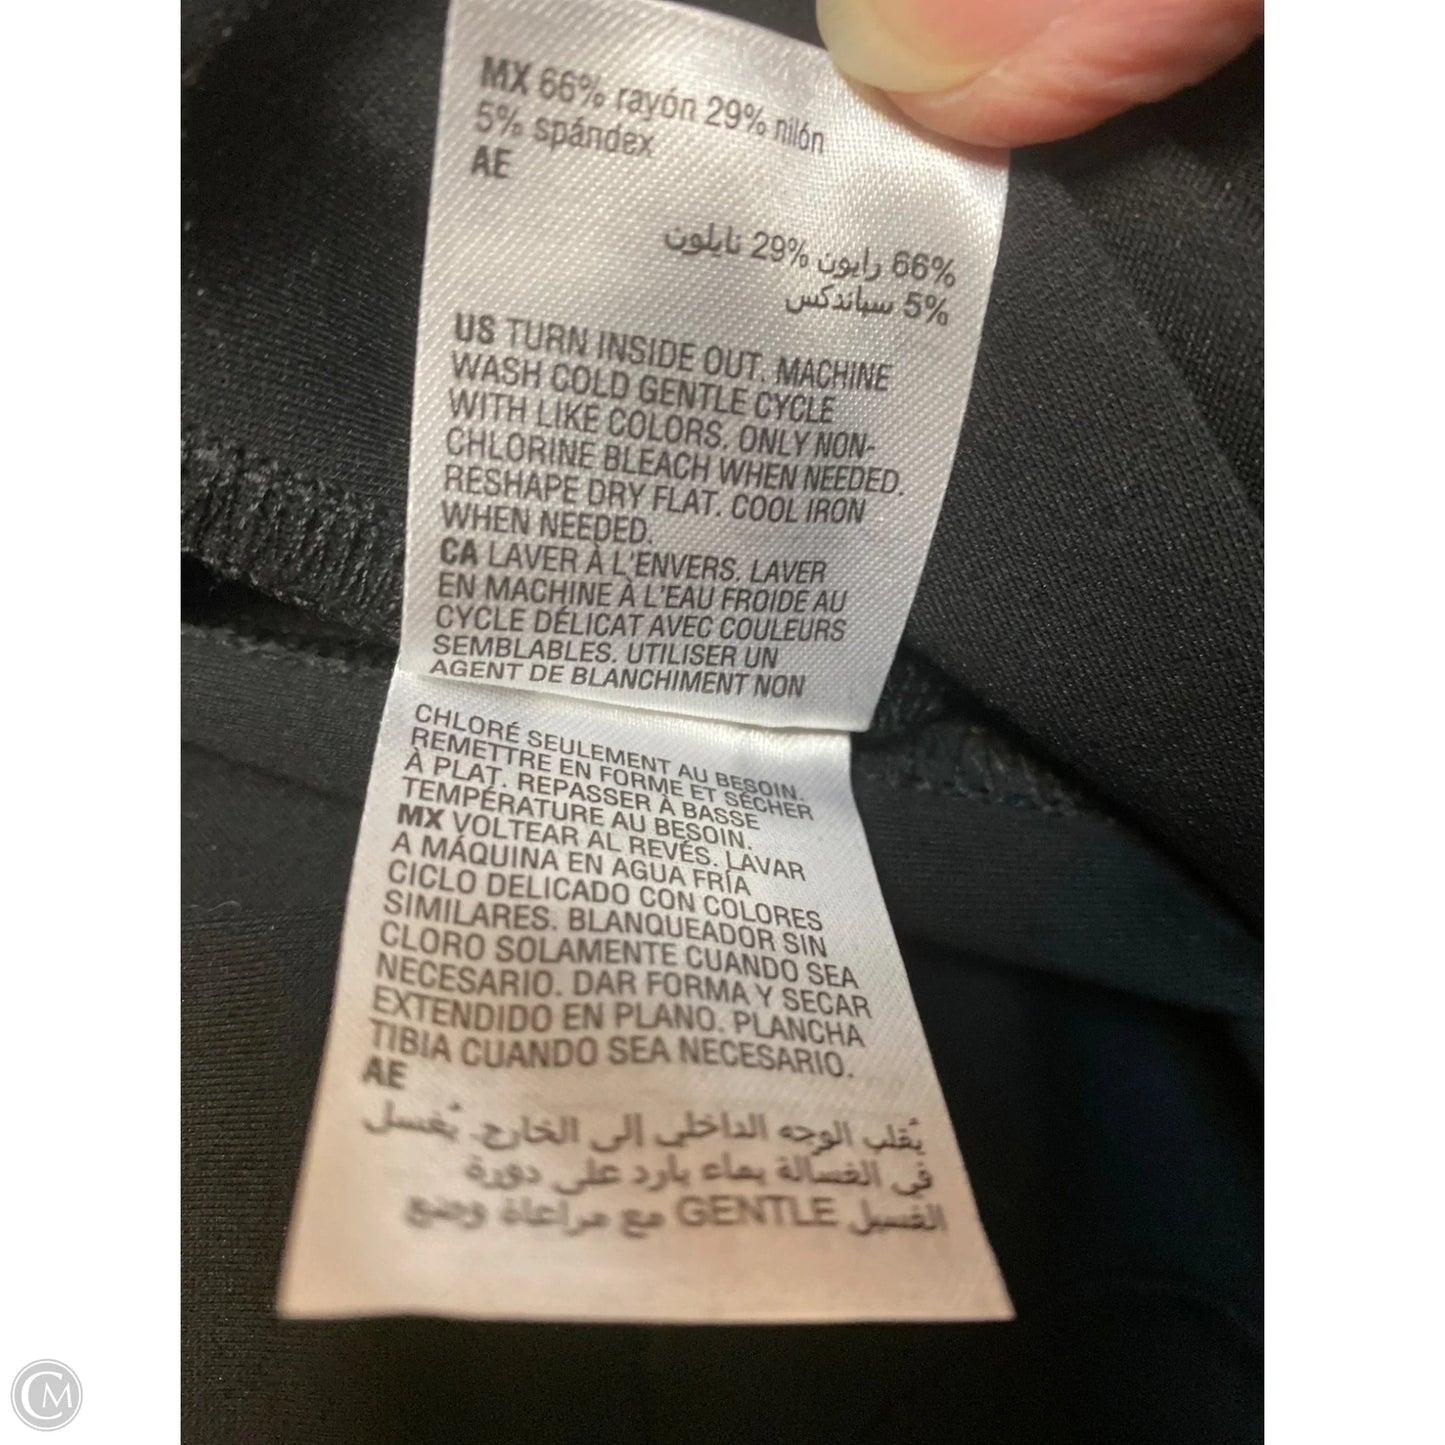 MX 66% rayón 29% nilón
5% spándex
AE
66% رايون 29% نايلون
5% سباندكس
US TURN INSIDE OUT. MACHINE
WASH COLD GENTLE CYCLE
WITH LIKE COLORS. ONLY NON-
CHLORINE BLEACH WHEN NEEDED.
RESHAPE DRY FLAT. COOL IRON
WHEN NEEDED.
CA LAVER À L'ENVERS. LAVER
EN MACHINE À L'EAU FROIDE AU
CYCLE DÉLICAT AVEC COULEURS
SEMBLABLES. UTILISER UN
AGENT DE BLANCHIMENT NON
CHLORÉ SEULEMENT AU BESOIN.
REMETTRE EN FORME ET SÉCHER
À PLAT. REPASSER À BASSE
TEMPÉRATURE AU BESOIN.
MX VOLTEAR AL REVÉS. LAVAR
A MÁQUINA EN AGUA FRÍA
CICLO DELICADO CON COLORES
SIMILARES. BLANQUEADOR SIN
CLORO SOLAMENTE CUANDO SEA
NECESARIO. DAR FORMA Y SECAR
EXTENDIDO EN PLANO. PLANCHA
TIBIA CUANDO SEA NECESARIO.
AE
يُقلب الوجه الداخلي إلى الخارج. يُغسل
في الغسالة بماء بارد على دورة
الغسيل GENTLE مع مراعاة وضع
CM